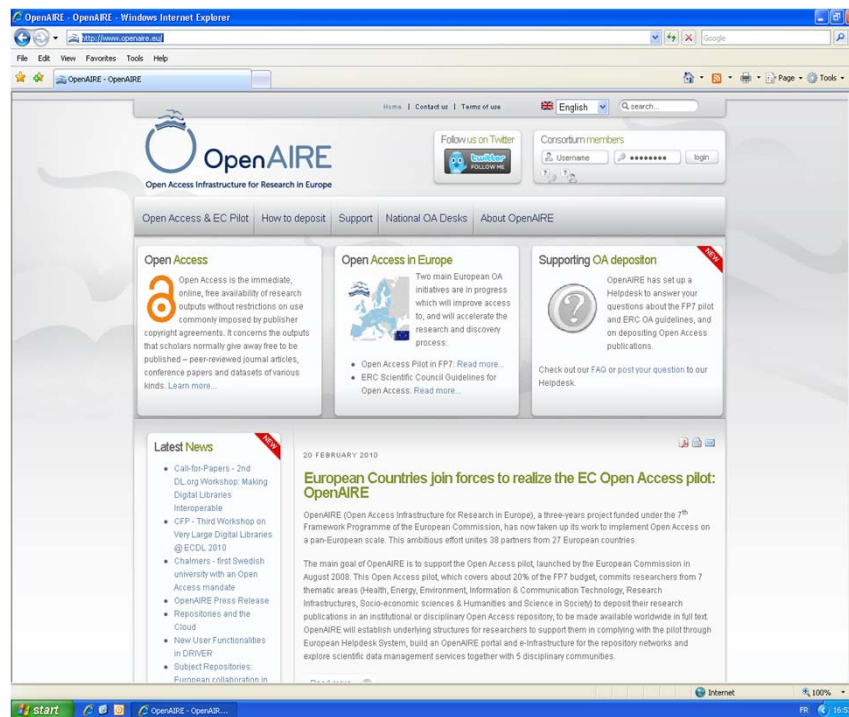 OpenAIRE - OpenAIRE - Windows Internet Explorer
http://www.openaire.eu/
Google
File Edit View Favorites Tools Help
OpenAIRE - OpenAIRE
Page Tools
Home | Contact us | Terms of use
English
search...
OpenAIRE
Open Access Infrastructure for Research in Europe
Follow us on Twitter
twitter
FOLLOW ME
Consortium members
Username
login
Open Access & EC Pilot
How to deposit
Support
National OA Desks
About OpenAIRE
Open Access
Open Access is the immediate,
online, free availability of research
outputs without restrictions on use
commonly imposed by publisher
copyright agreements. It concerns the outputs
that scholars normally give away free to be
published – peer-reviewed journal articles,
conference papers and datasets of various
kinds. Learn more...
Open Access in Europe
Two main European OA
initiatives are in progress
which will improve access
to, and will accelerate the
research and discovery
process:
Open Access Pilot in FP7: Read more...
ERC Scientific Council Guidelines for
Open Access: Read more...
Supporting OA depositon
NEW
OpenAIRE has set up a
Helpdesk to answer your
questions about the FP7 pilot
and ERC OA guidelines, and
on depositing Open Access
publications.
Check out our FAQ or post your question to our
Helpdesk.
Latest News
NEW
Call-for-Papers - 2nd
DL.org Workshop: Making
Digital Libraries
Interoperable
CFP - Third Workshop on
Very Large Digital Libraries
@ ECDL 2010
Chalmers - first Swedish
university with an Open
Access mandate
OpenAIRE Press Release
Repositories and the
Cloud
New User Functionalities
in DRIVER
Subject Repositories:
European collaboration in
20 FEBRUARY 2010
European Countries join forces to realize the EC Open Access pilot:
OpenAIRE
OpenAIRE (Open Access Infrastructure for Research in Europe), a three-years project funded under the 7th
Framework Programme of the European Commission, has now taken up its work to implement Open Access on
a pan-European scale. This ambitious effort unites 38 partners from 27 European countries.
The main goal of OpenAIRE is to support the Open Access pilot, launched by the European Commission in
August 2008. This Open Access pilot, which covers about 20% of the FP7 budget, commits researchers from 7
thematic areas (Health, Energy, Environment, Information & Communication Technology, Research
Infrastructures, Socio-economic sciences & Humanities and Science in Society) to deposit their research
publications in an institutional or disciplinary Open Access repository, to be made available worldwide in full text.
OpenAIRE will establish underlying structures for researchers to support them in complying with the pilot through
European Helpdesk System, build an OpenAIRE portal and e-Infrastructure for the repository networks and
explore scientific data management services together with 5 disciplinary communities.
Internet
100%
start
OpenAIRE - OpenAIR...
FR